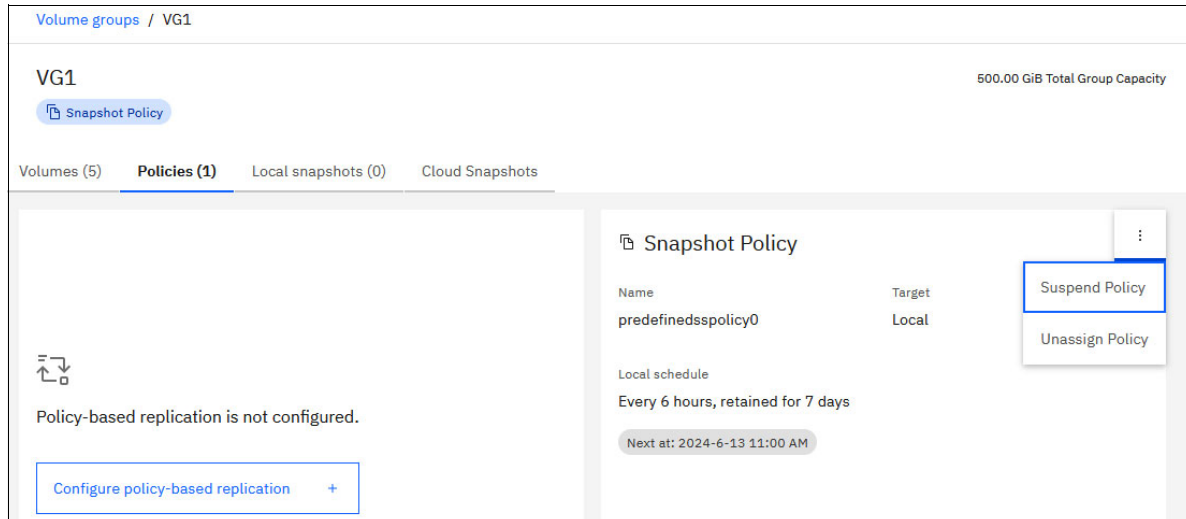 Volume groups / VG1
VG1
500.00 GiB Total Group Capacity
Snapshot Policy
Volumes (5) Policies (1) Local snapshots (0) Cloud Snapshots
Policy-based replication is not configured.
Configure policy-based replication +
Snapshot Policy
Name Target
predefinedsspolicy0 Local
Local schedule
Every 6 hours, retained for 7 days
Next at: 2024-6-13 11:00 AM
Suspend Policy
Unassign Policy